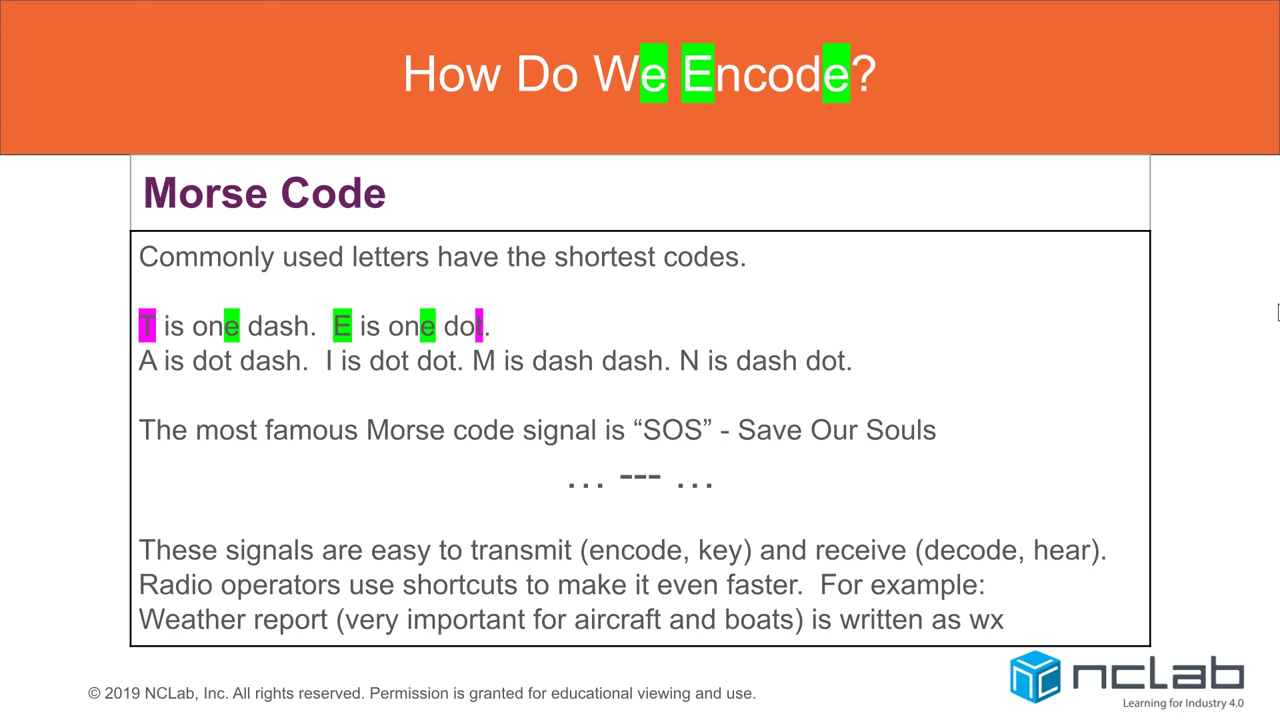 How Do We Encode?
Morse Code
Commonly used letters have the shortest codes.
T is one dash.  E is one dot.
A is dot dash.  I is dot dot. M is dash dash. N is dash dot.
The most famous Morse code signal is “SOS” - Save Our Souls
... --- ...
These signals are easy to transmit (encode, key) and receive (decode, hear).
Radio operators use shortcuts to make it even faster.  For example:
Weather report (very important for aircraft and boats) is written as wx
nclab
Learning for Industry 4.0
© 2019 NCLab, Inc. All rights reserved. Permission is granted for educational viewing and use.